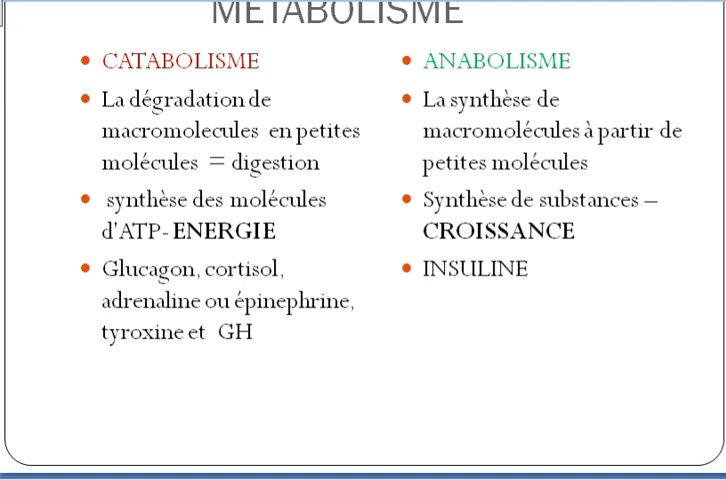 METABOLISME
CATABOLISME
La dégradation de
macromolecules en petites
molécules = digestion
synthèse des molécules
d'ATP- ENERGIE
Glucagon, cortisol,
adrenaline ou épinephrine,
tyroxine et GH
ANABOLISME
La synthèse de
macromolécules à partir de
petites molécules
Synthèse de substances –
CROISSANCE
INSULINE